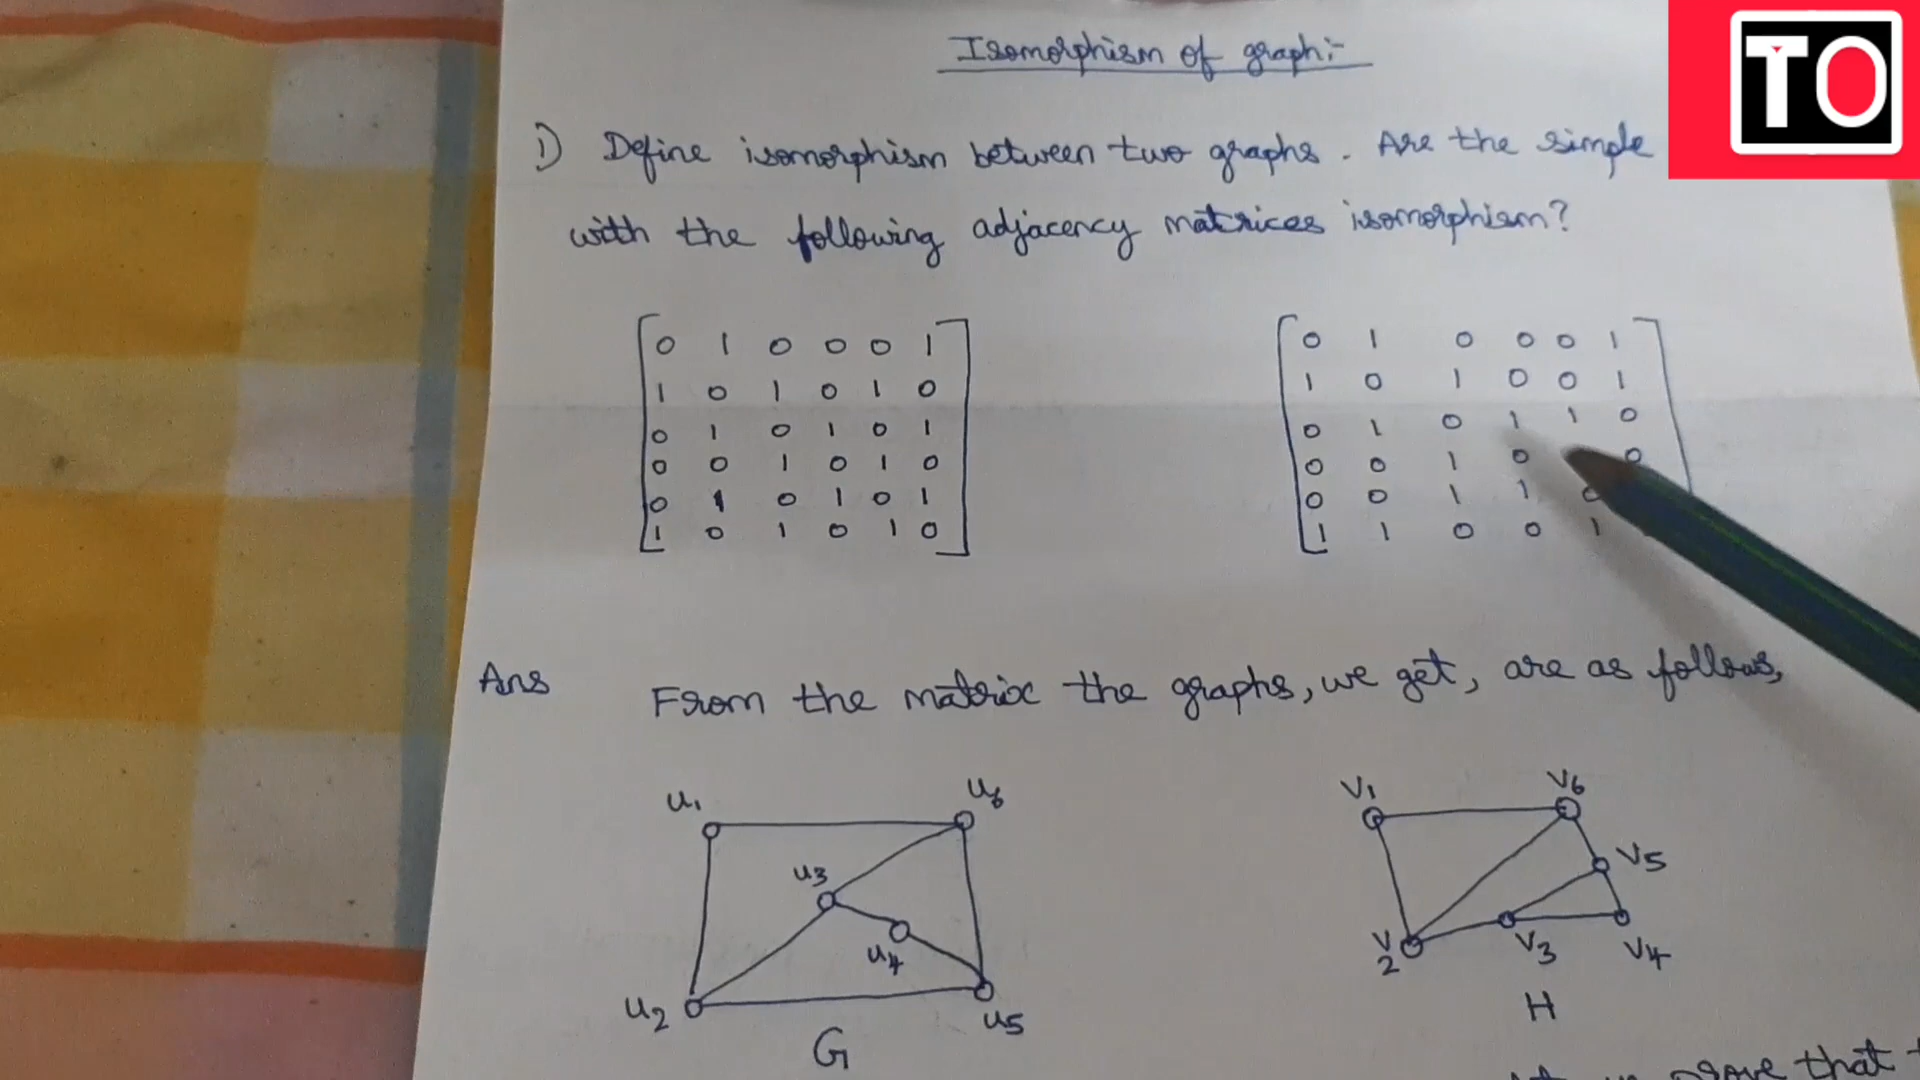 TO
Isomorphism of graph:-
1) Define isomorphism between two graphs. Are the simple
with the following adjacency matrices isomorphism?
0 1 0 0 0 1
1 0 1 0 1 0
0 1 0 1 0 1
0 0 1 0 1 0
0 1 0 1 0 1
1 0 1 0 1 0
0 1 0 0 0 1
1 0 1 0 0 1
0 1 0 1 1 0
0 0 1 0 0
0 0 1 1 0
1 1 0 0 1
Ans From the matrix the graphs, we get, are as follows,
u1 u6
u3
u4
u2 u5
G
V1 V6
V5
V2 V3 V4
H
prove that